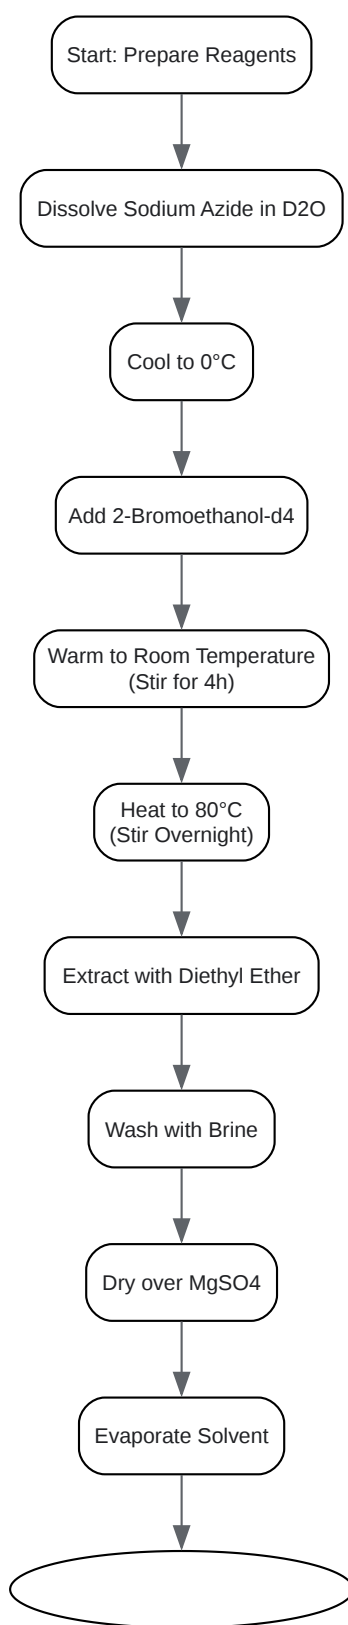 Start: Prepare Reagents
Dissolve Sodium Azide in D2O
Cool to 0°C
Add 2-Bromoethanol-d4
Warm to Room Temperature
(Stir for 4h)
Heat to 80°C
(Stir Overnight)
Extract with Diethyl Ether
Wash with Brine
Dry over MgSO4
Evaporate Solvent